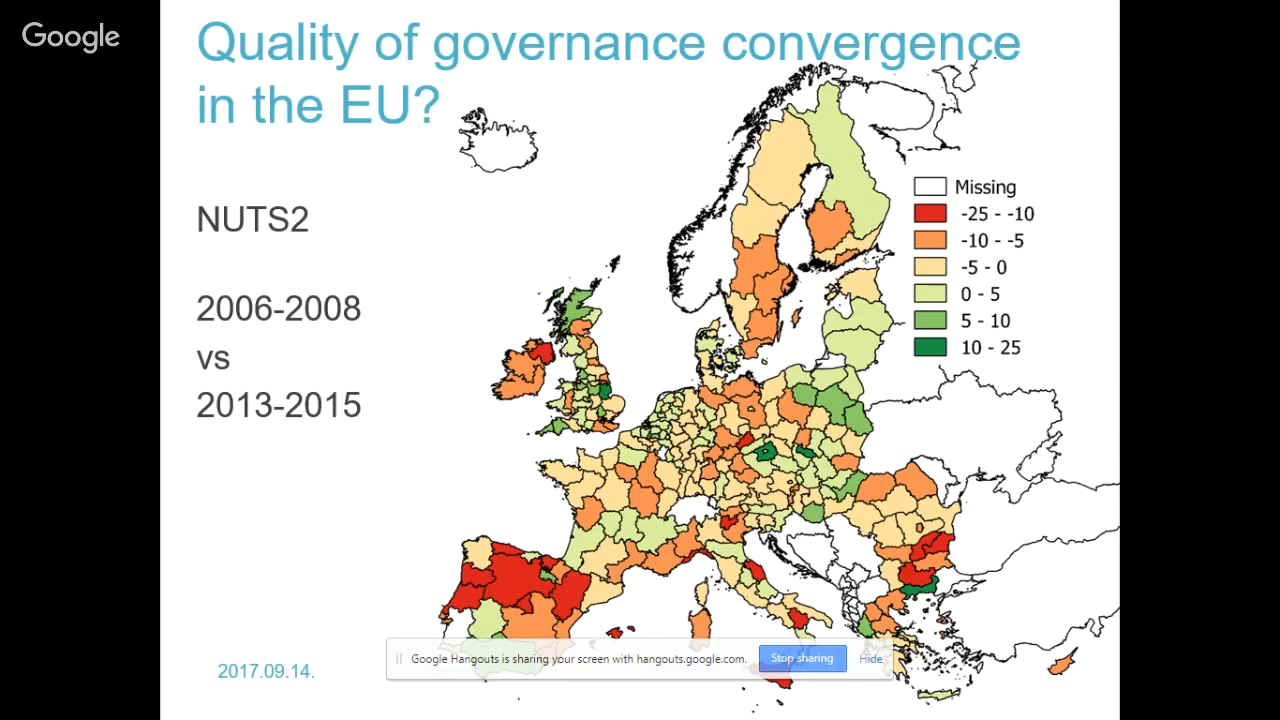 Google
Quality of governance convergence
in the EU?
NUTS2
2006-2008
vs
2013-2015
Missing
-25 - -10
-10 - -5
-5 - 0
0 - 5
5 - 10
10 - 25
Google Hangouts is sharing your screen with hangouts.google.com. Stop sharing Hide
2017.09.14.